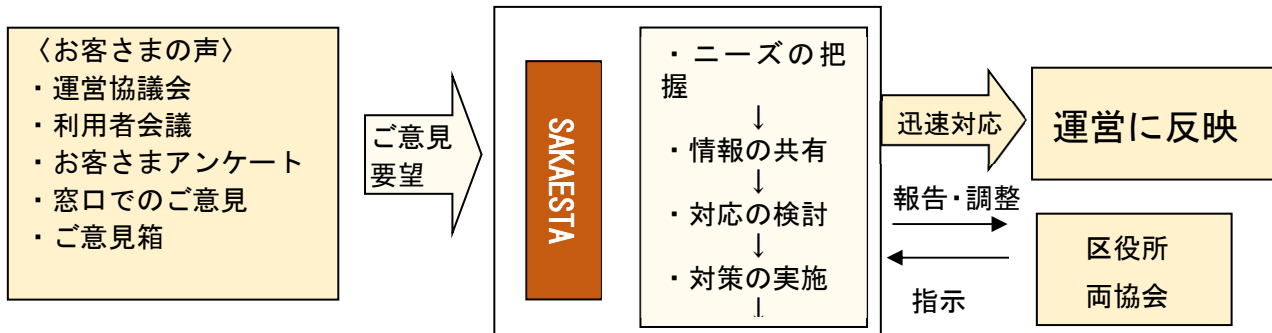 〈お客さまの声〉
・運営協議会
・利用者会議
・お客さまアンケート
・窓口でのご意見
・ご意見箱
ご意見
要望
SAKAESTA
・ニーズの把
握
↓
・情報の共有
↓
・対応の検討
↓
・対策の実施
↓
迅速対応
運営に反映
報告・調整
指示
区役所
両協会